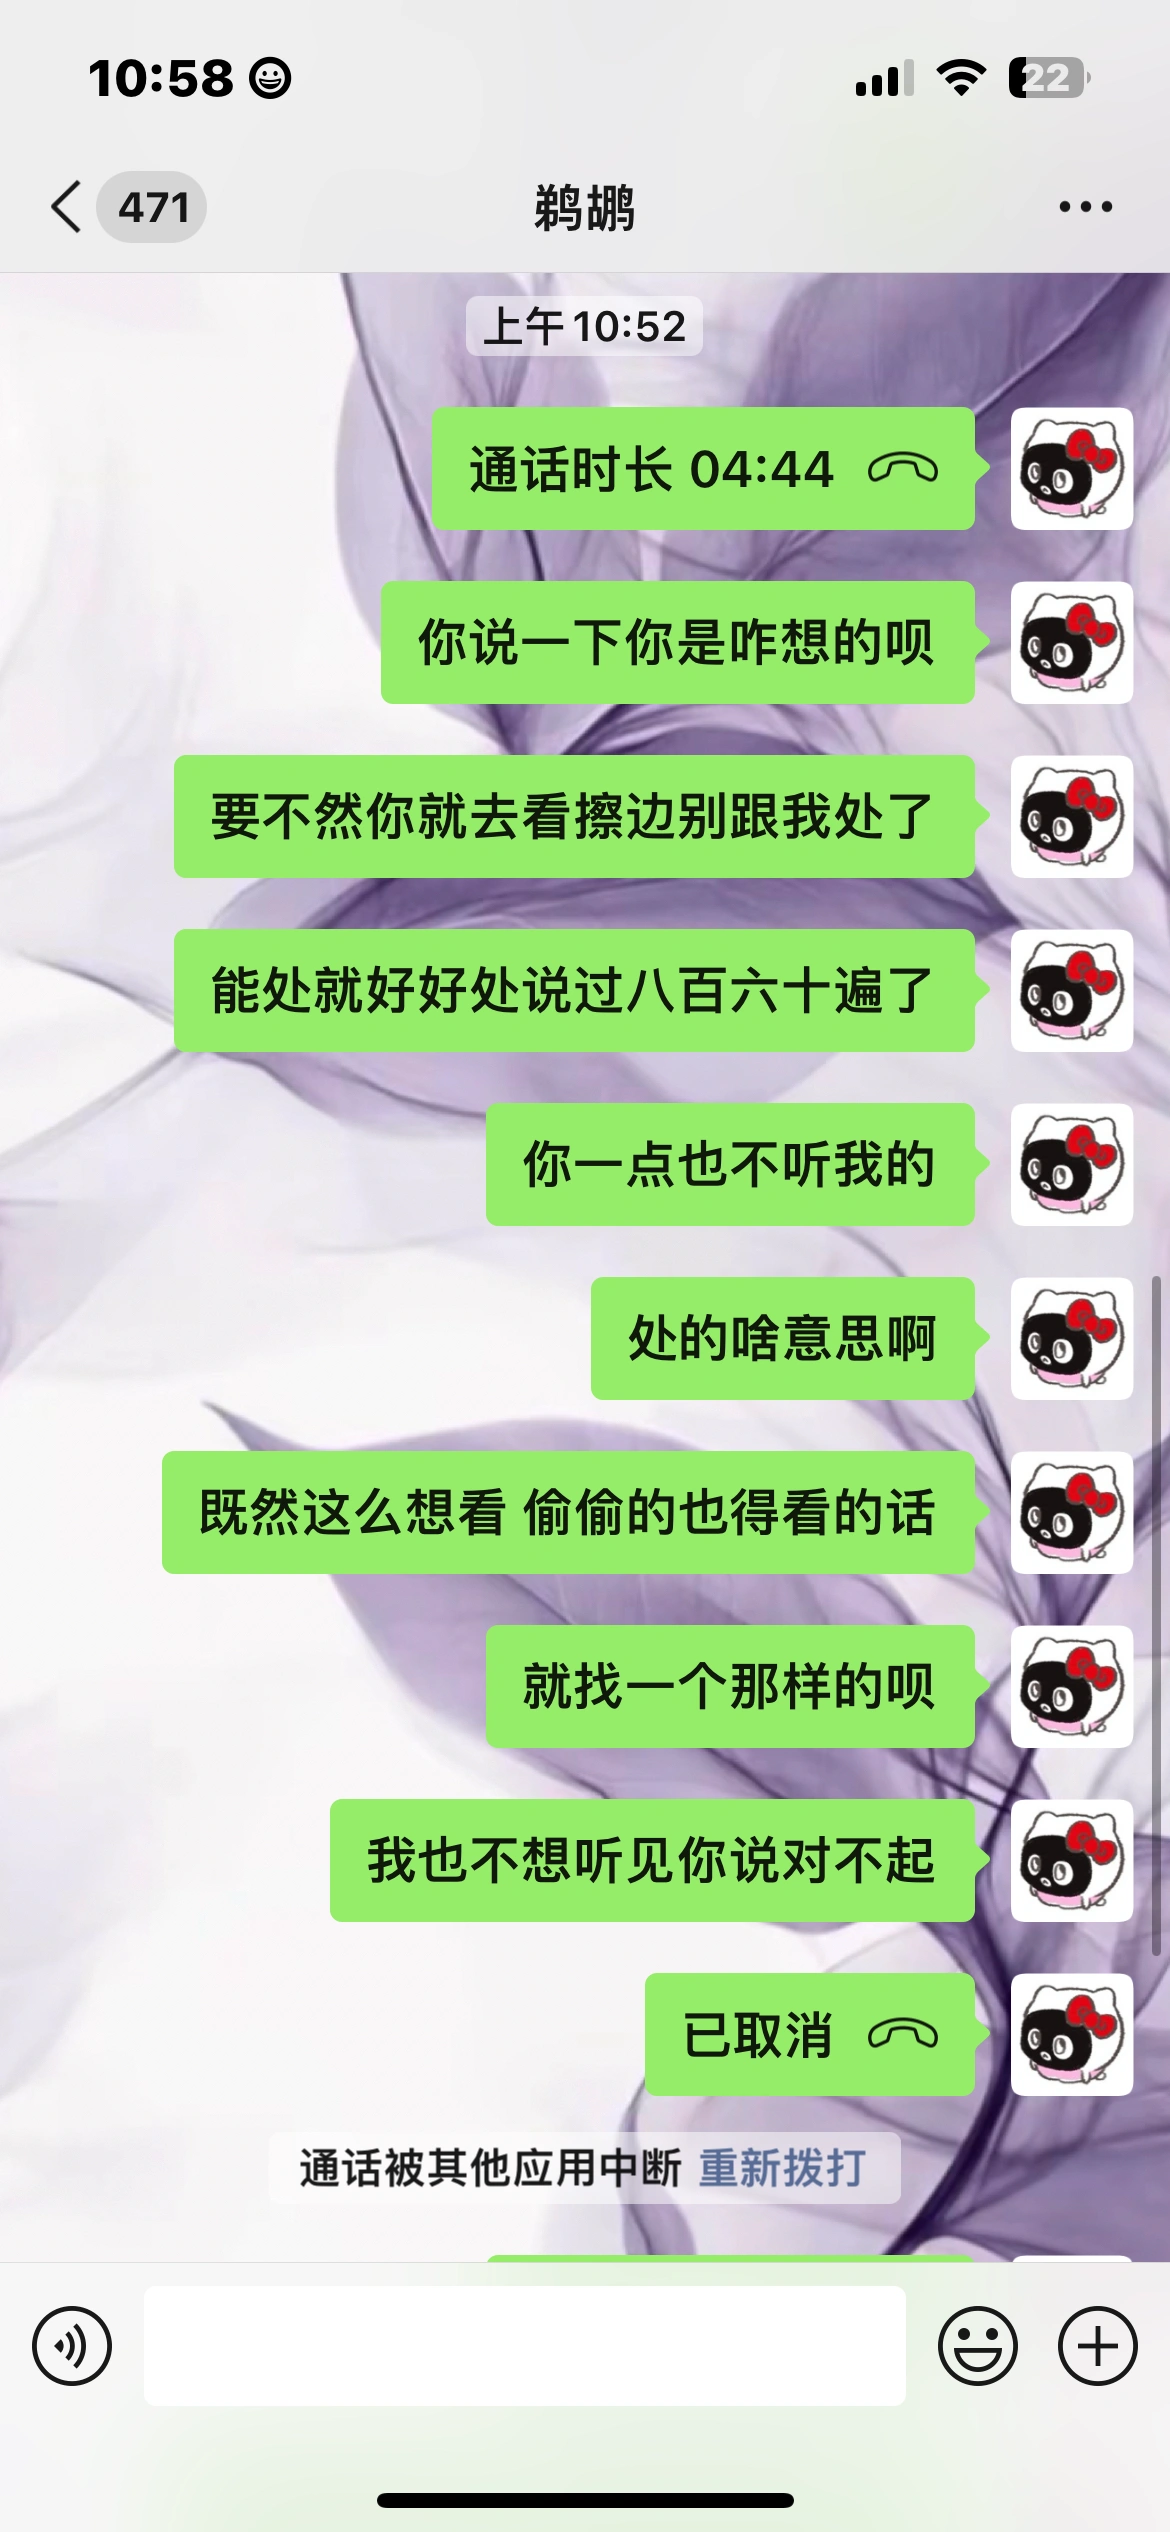 10:58
22
471
鹈鹕
上午10:52
通话时长 04:44
你说一下你是咋想的呗
要不然你就去看擦边别跟我处了
能处就好好处说过八百六十遍了
你一点也不听我的
处的啥意思啊
既然这么想看 偷偷的也得看的话
就找一个那样的呗
我也不想听见你说对不起
已取消
通话被其他应用中断 重新拨打